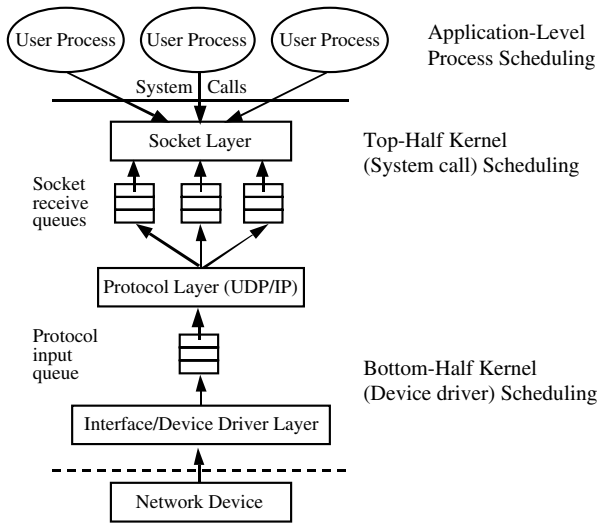 User Process
User Process
User Process
Application-Level
Process Scheduling
System Calls
Socket Layer
Top-Half Kernel
(System call) Scheduling
Socket
receive
queues
Protocol Layer (UDP/IP)
Protocol
input
queue
Bottom-Half Kernel
(Device driver) Scheduling
Interface/Device Driver Layer
Network Device